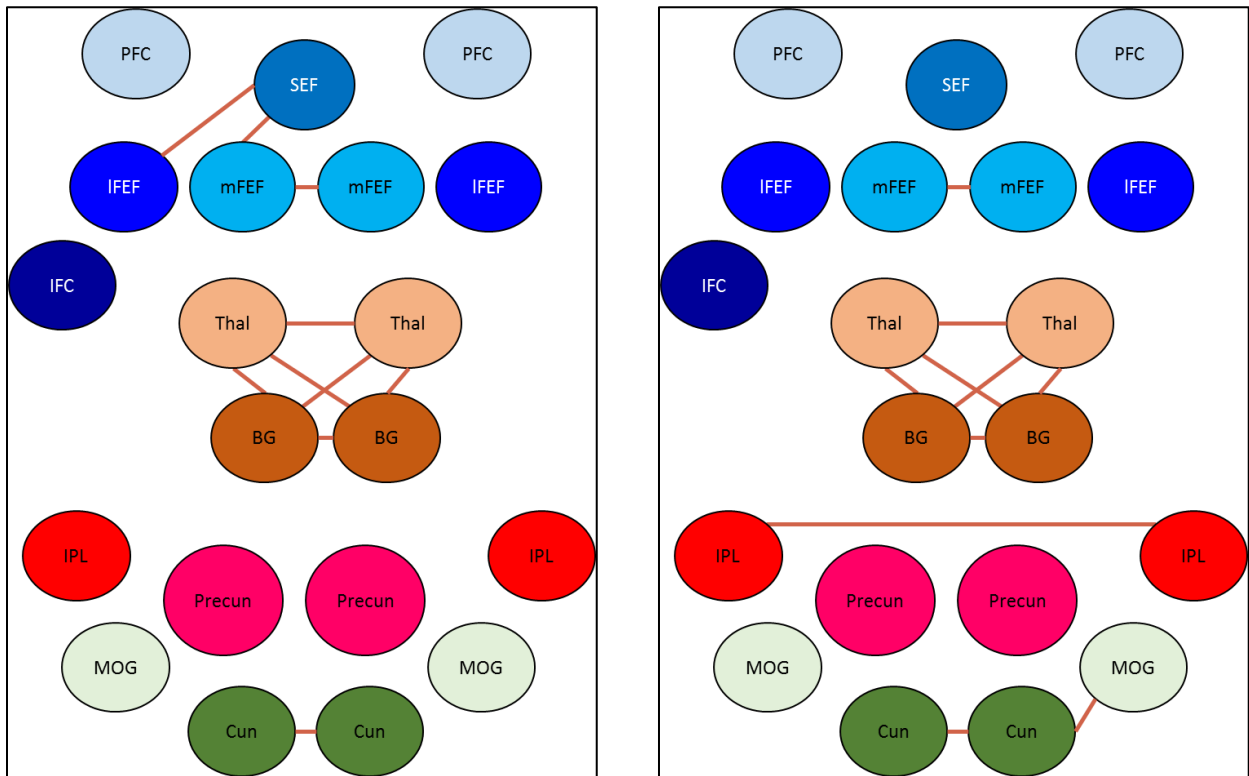 PFC
PFC
SEF
lFEF
mFEF
mFEF
lFEF
IFC
Thal
Thal
BG
BG
IPL
IPL
Precun
Precun
MOG
MOG
Cun
Cun
PFC
PFC
SEF
lFEF
mFEF
mFEF
lFEF
IFC
Thal
Thal
BG
BG
IPL
IPL
Precun
Precun
MOG
MOG
Cun
Cun